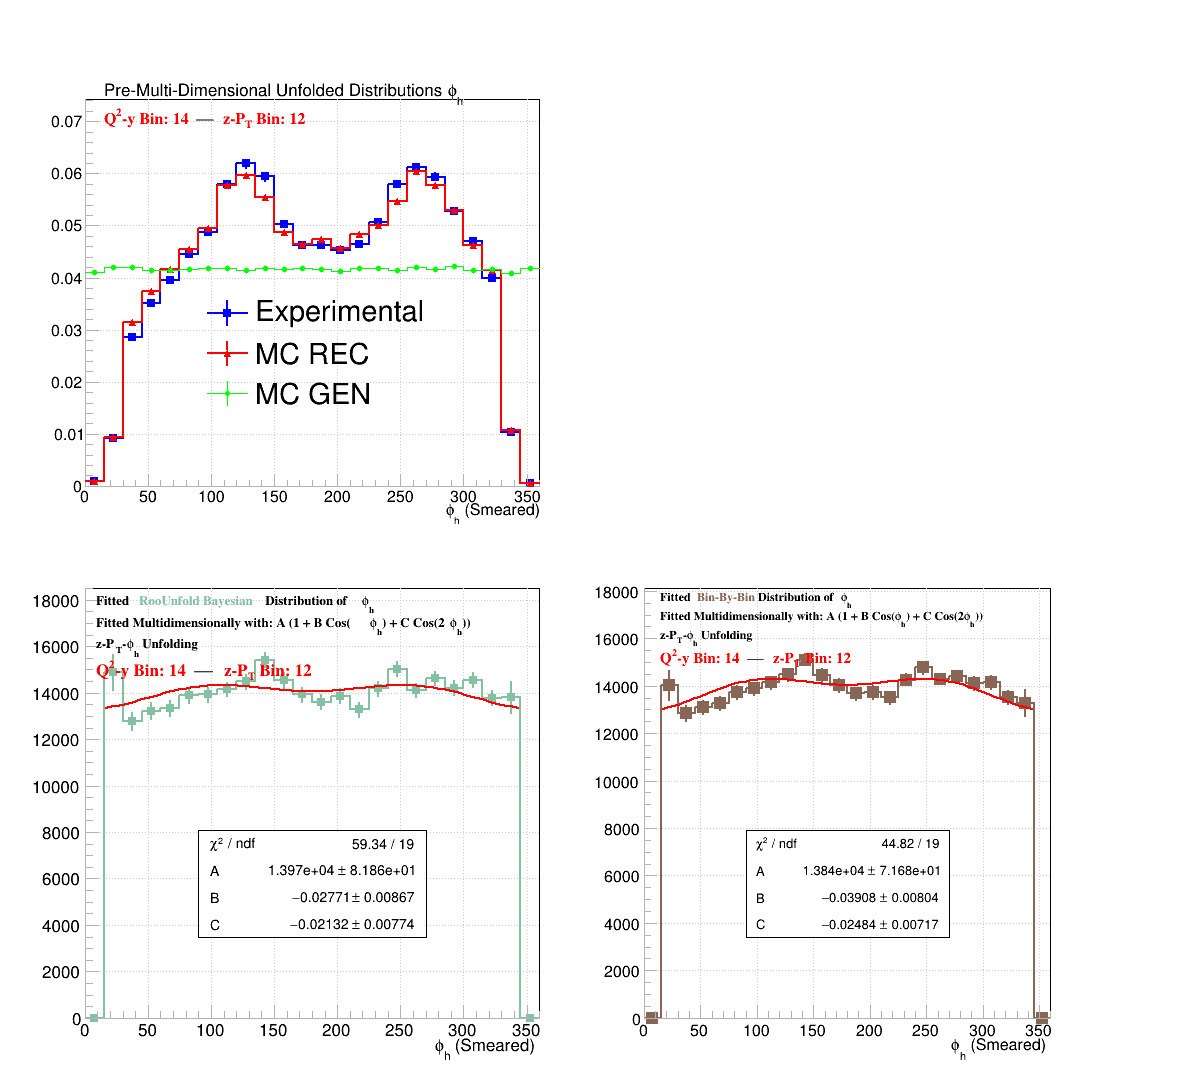 Pre-Multi-Dimensional Unfolded Distributions ϕh
Q2-y Bin: 14 — z-PT Bin: 12
0.07
0.06
0.05
0.04
0.03
0.02
0.01
0
Experimental
MC REC
MC GEN
0 50 100 150 200 250 300 350
ϕh (Smeared)
Fitted RooUnfold Bayesian Distribution of ϕh
Fitted Multidimensionally with: A (1 + B Cos(ϕh) + C Cos(2 ϕh))
z-PT-ϕh Unfolding
Q2-y Bin: 14 — z-PT Bin: 12
18000
16000
14000
12000
10000
8000
6000
4000
2000
0
χ2 / ndf 59.34 / 19
A 1.397e+04 ± 8.186e+01
B −0.02771 ± 0.00867
C −0.02132 ± 0.00774
0 50 100 150 200 250 300 350
ϕh (Smeared)
Fitted Bin-By-Bin Distribution of ϕh
Fitted Multidimensionally with: A (1 + B Cos(ϕh) + C Cos(2ϕh))
z-PT-ϕh Unfolding
Q2-y Bin: 14 — z-PT Bin: 12
18000
16000
14000
12000
10000
8000
6000
4000
2000
0
χ2 / ndf 44.82 / 19
A 1.384e+04 ± 7.168e+01
B −0.03908 ± 0.00804
C −0.02484 ± 0.00717
0 50 100 150 200 250 300 350
ϕh (Smeared)